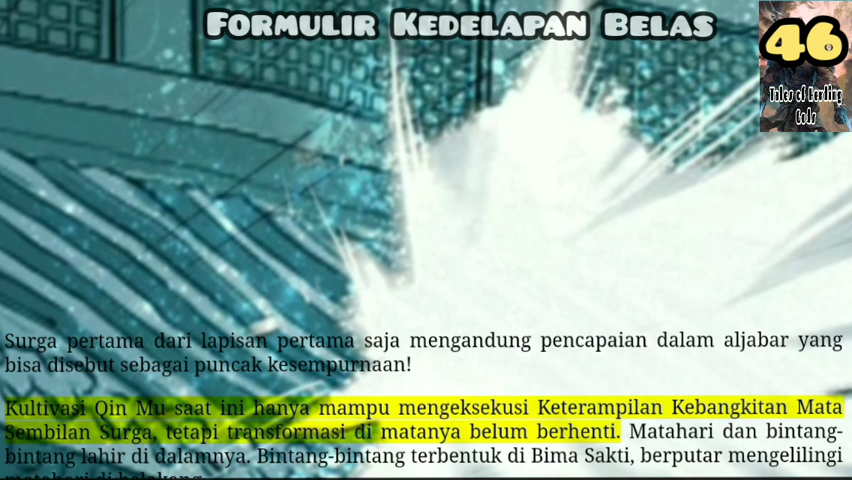 Formulir Kedelapan Belas
46
Tales of Herding Gods
Surga pertama dari lapisan pertama saja mengandung pencapaian dalam aljabar yang
bisa disebut sebagai puncak kesempurnaan!
Kultivasi Qin Mu saat ini hanya mampu mengeksekusi Keterampilan Kebangkitan Mata
Sembilan Surga, tetapi transformasi di matanya belum berhenti. Matahari dan bintang-
bintang lahir di dalamnya. Bintang-bintang terbentuk di Bima Sakti, berputar mengelilingi
matahari di belakang